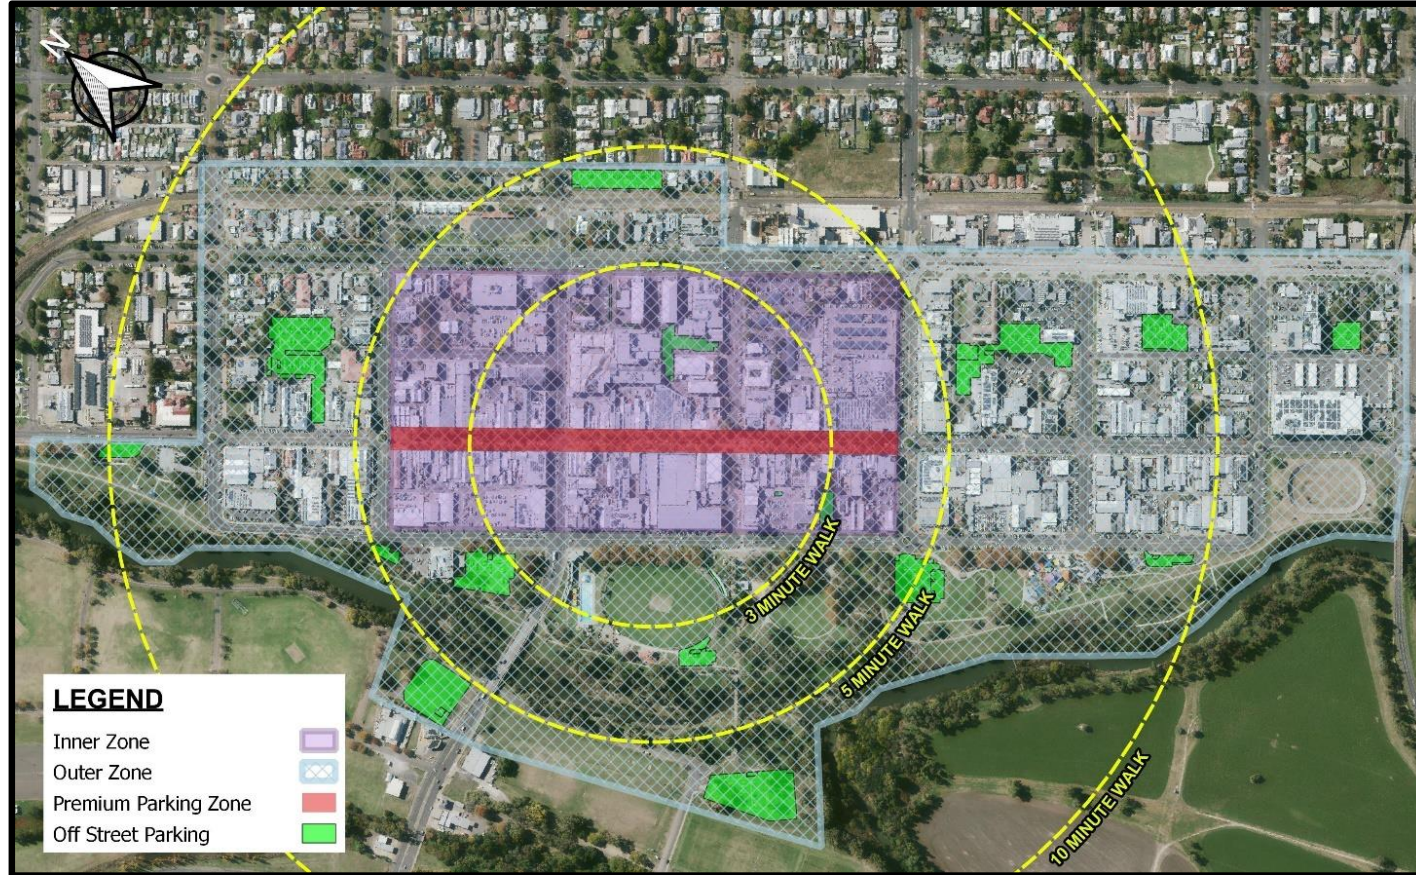 N
3 MINUTE WALK
5 MINUTE WALK
10 MINUTE WALK
LEGEND
Inner Zone
Outer Zone
Premium Parking Zone
Off Street Parking